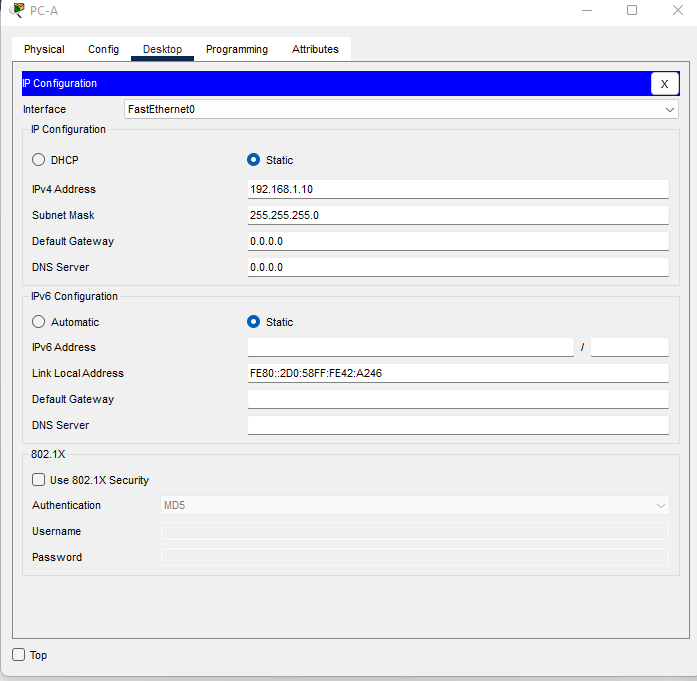 PC-A
Physical Config Desktop Programming Attributes
IP Configuration X
Interface FastEthernet0
IP Configuration
DHCP Static
IPv4 Address 192.168.1.10
Subnet Mask 255.255.255.0
Default Gateway 0.0.0.0
DNS Server 0.0.0.0
IPv6 Configuration
Automatic Static
IPv6 Address /
Link Local Address FE80::2D0:58FF:FE42:A246
Default Gateway
DNS Server
802.1X
Use 802.1X Security
Authentication MD5
Username
Password
Top